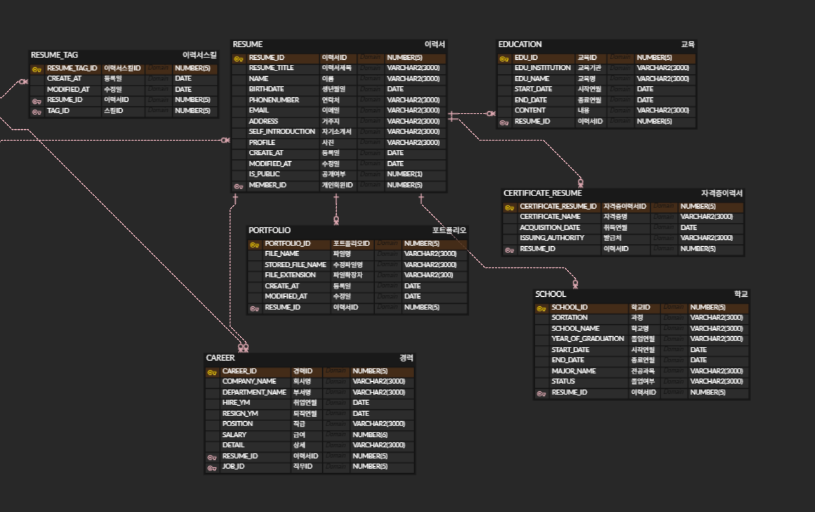 RESUME_TAG 이력서스킬
RESUME_TAG_ID 이력서스킬ID NUMBER(5)
CREATE_AT 등록일 DATE
MODIFIED_AT 수정일 DATE
RESUME_ID 이력서ID NUMBER(5)
TAG_ID 스킬ID NUMBER(5)
RESUME 이력서
RESUME_ID 이력서ID NUMBER(5)
RESUME_TITLE 이력서제목 VARCHAR2(3000)
NAME 이름 VARCHAR2(3000)
BIRTHDATE 생년월일 DATE
PHONENUMBER 연락처 VARCHAR2(3000)
EMAIL 이메일 VARCHAR2(3000)
ADDRESS 거주지 VARCHAR2(3000)
SELF_INTRODUCTION 자기소개서 VARCHAR2(3000)
PROFILE 사진 VARCHAR2(3000)
CREATE_AT 등록일 DATE
MODIFIED_AT 수정일 DATE
IS_PUBLIC 공개여부 NUMBER(1)
MEMBER_ID 개인회원ID NUMBER(5)
EDUCATION 교육
EDU_ID 교육ID NUMBER(5)
EDU_INSTITUTION 교육기관 VARCHAR2(3000)
EDU_NAME 교육명 VARCHAR2(3000)
START_DATE 시작연월 DATE
END_DATE 종료연월 DATE
CONTENT 내용 VARCHAR2(3000)
RESUME_ID 이력서ID NUMBER(5)
CERTIFICATE_RESUME 자격증이력서
CERTIFICATE_RESUME_ID 자격증이력서ID NUMBER(5)
CERTIFICATE_NAME 자격증명 VARCHAR2(3000)
ACQUISITION_DATE 취득연월 DATE
ISSUING_AUTHORITY 발급처 VARCHAR2(3000)
RESUME_ID 이력서ID NUMBER(5)
PORTFOLIO 포트폴리오
PORTFOLIO_ID 포트폴리오ID NUMBER(5)
FILE_NAME 파일명 VARCHAR2(3000)
STORED_FILE_NAME 수정파일명 VARCHAR2(300)
FILE_EXTENSION 파일확장자 VARCHAR2(300)
CREATE_AT 등록일 DATE
MODIFIED_AT 수정일 DATE
RESUME_ID 이력서ID NUMBER(5)
SCHOOL 학교
SCHOOL_ID 학교ID NUMBER(5)
SORTATION 과정 VARCHAR2(3000)
SCHOOL_NAME 학교명 VARCHAR2(3000)
YEAR_OF_GRADUATION 졸업연월 VARCHAR2(3000)
START_DATE 시작연월 DATE
END_DATE 종료연월 DATE
MAJOR_NAME 전공과목 VARCHAR2(3000)
STATUS 졸업여부 VARCHAR2(3000)
RESUME_ID 이력서ID NUMBER(5)
CAREER 경력
CAREER_ID 경력ID NUMBER(5)
COMPANY_NAME 회사명 VARCHAR2(3000)
DEPARTMENT_NAME 부서명 VARCHAR2(3000)
HIRE_YM 취업연월 DATE
RESIGN_YM 퇴직연월 DATE
POSITION 직급 VARCHAR2(3000)
SALARY 급여 NUMBER(6)
DETAIL 상세 VARCHAR2(3000)
RESUME_ID 이력서ID NUMBER(5)
JOB_ID 직무ID NUMBER(5)